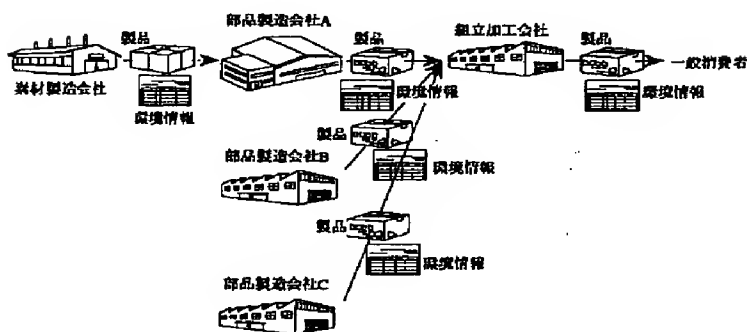 部品製造会社A
組立加工会社
製品
製品
製品
一般消費者
素材製造会社
環境情報
環境情報
環境情報
製品
部品製造会社B
環境情報
製品
環境情報
部品製造会社C